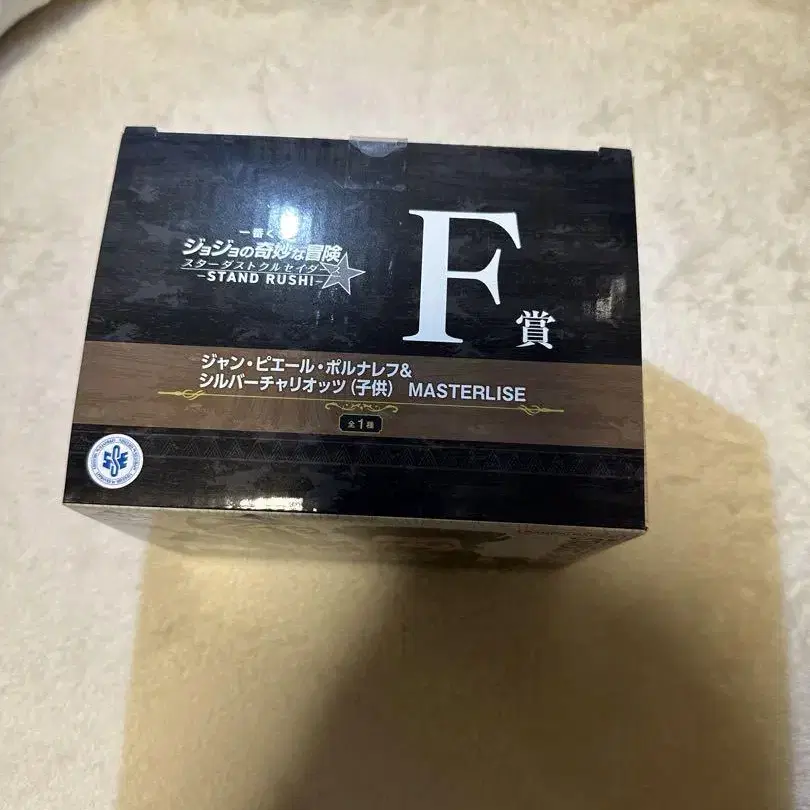 一番く
ジョジョの奇妙な冒険
スターダストクルセイダース
-STAND RUSH!-
F賞
ジャン・ピエール・ポルナレフ&
シルバーチャリオッツ（子供） MASTERLISE
全1種